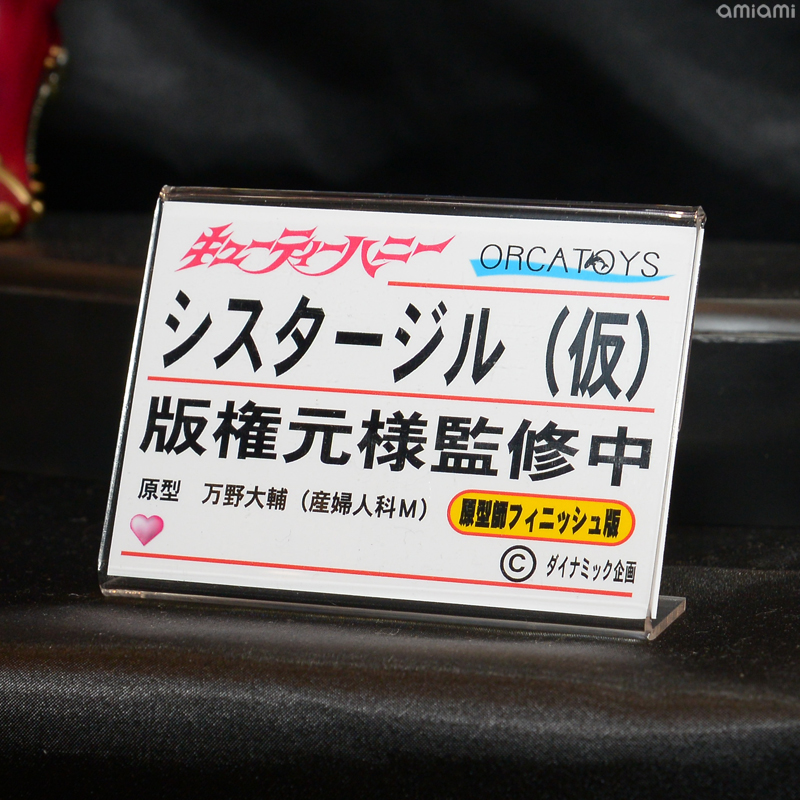 amiami
キューティーハニー
ORCATOYS
シスタージル（仮）
版権元様監修中
原型 万野大輔（産婦人科M）
原型師フィニッシュ版
© ダイナミック企画